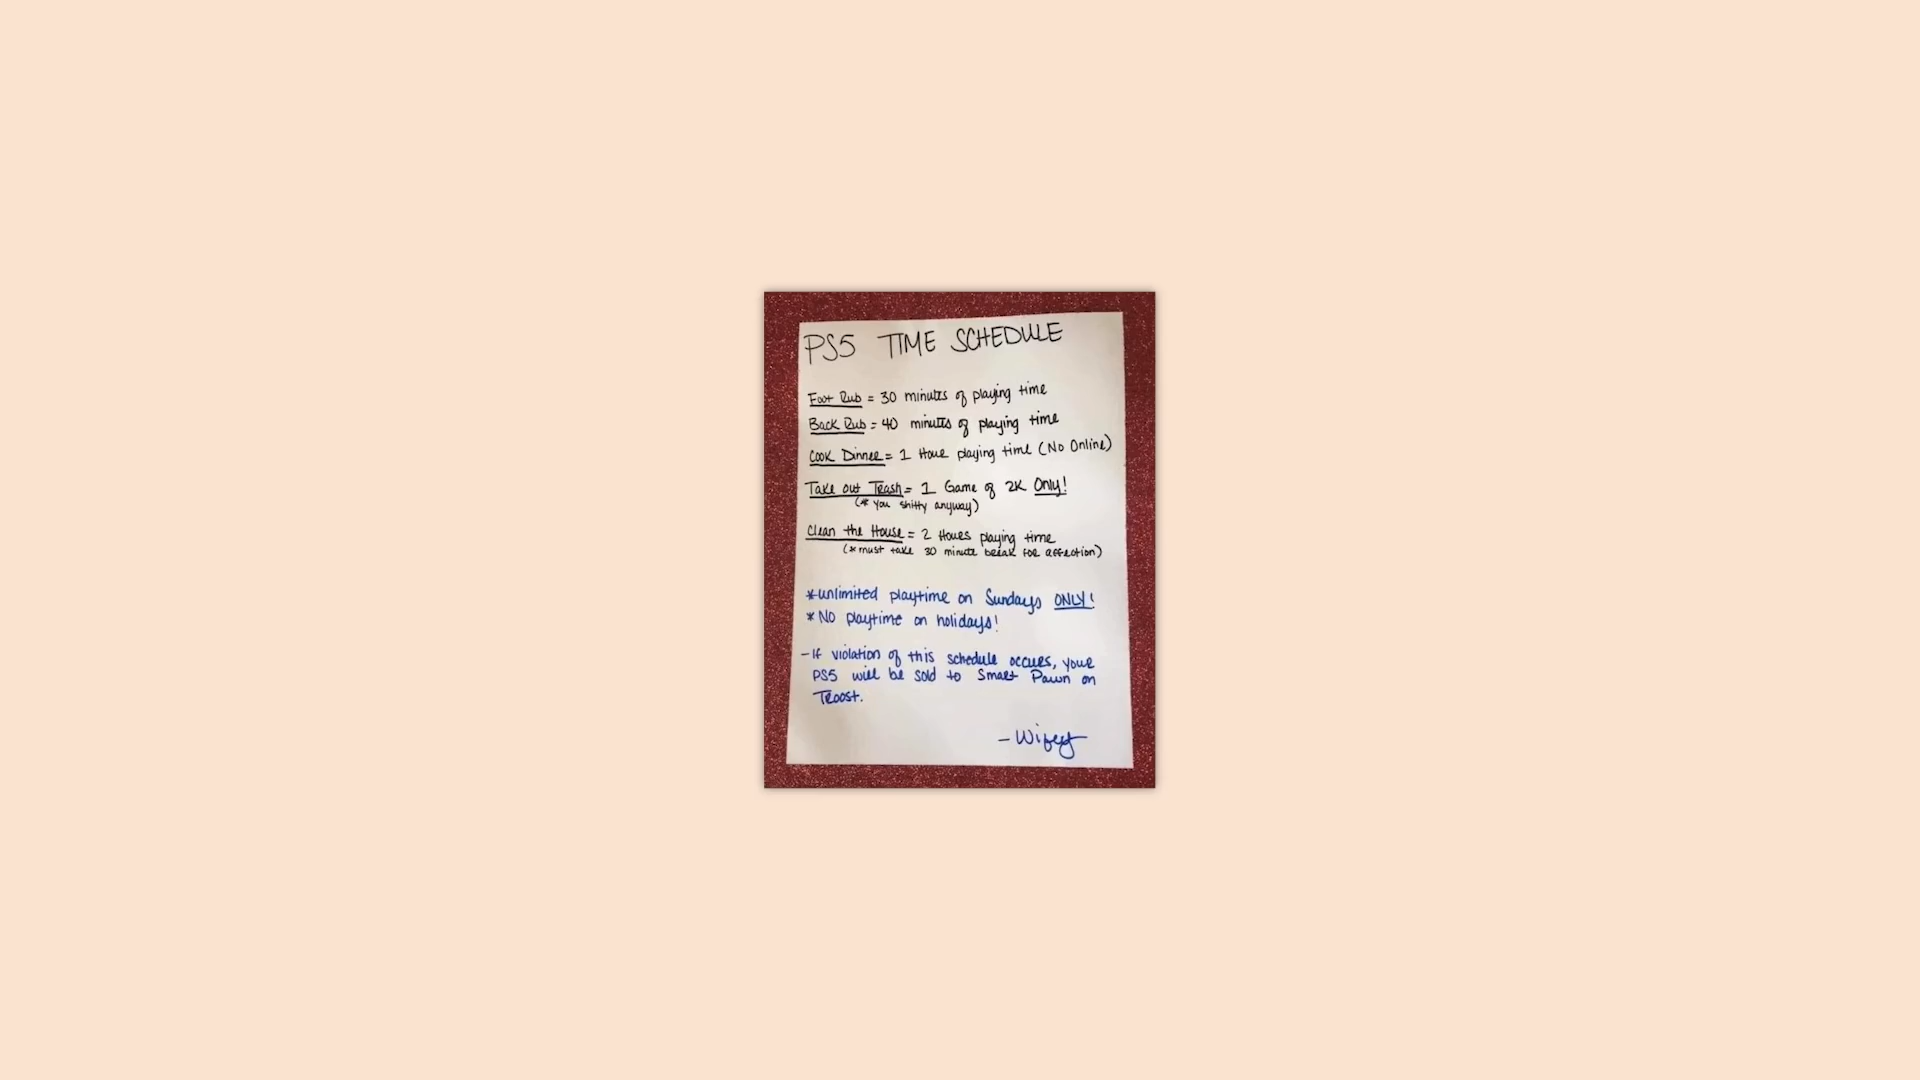 PS5 TIME SCHEDULE
Foot Rub = 30 minutes of playing time
Back Rub = 40 minutes of playing time
Cook Dinner = 1 Hour playing time (No Online)
Take out Trash = 1 Game of 2K Only!
(* you shitty anyway)
Clean the House = 2 Hours playing time
(* must take 30 minute break for affection)
* unlimited playtime on Sundays ONLY!
* NO playtime on holidays!
- If violation of this schedule occurs, your
PS5 will be sold to Smart Pawn on
Troost.
- Wifey